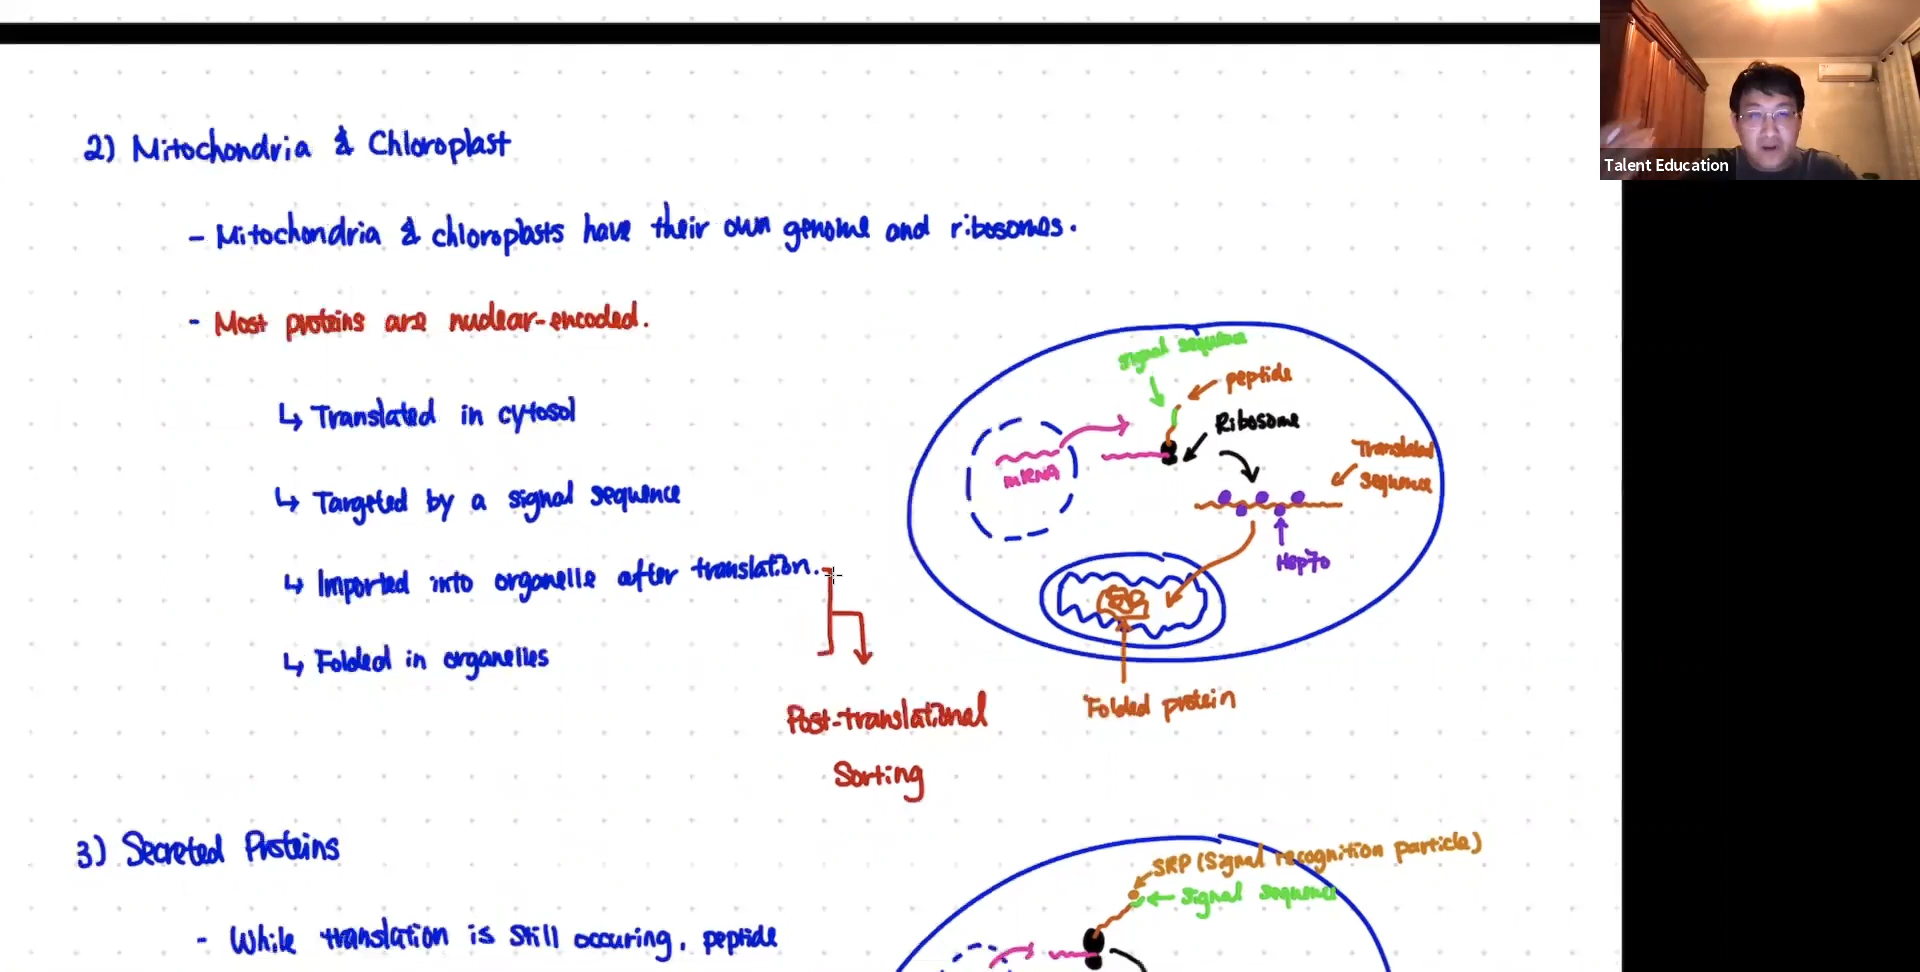 Talent Education
2) Mitochondria & Chloroplast
- Mitochondria & chloroplasts have their own genome and ribosomes.
- Most proteins are nuclear-encoded.
↳ Translated in cytosol
↳ Targeted by a signal sequence
↳ Imported into organelle after translation.
↳ Folded in organelles
Post-translational
Sorting
signal sequence
peptide
Ribosome
mRNA
Translated
sequence
Hsp70
Folded protein
3) Secreted Proteins
- While translation is still occuring, peptide
SRP (Signal recognition particle)
signal sequence